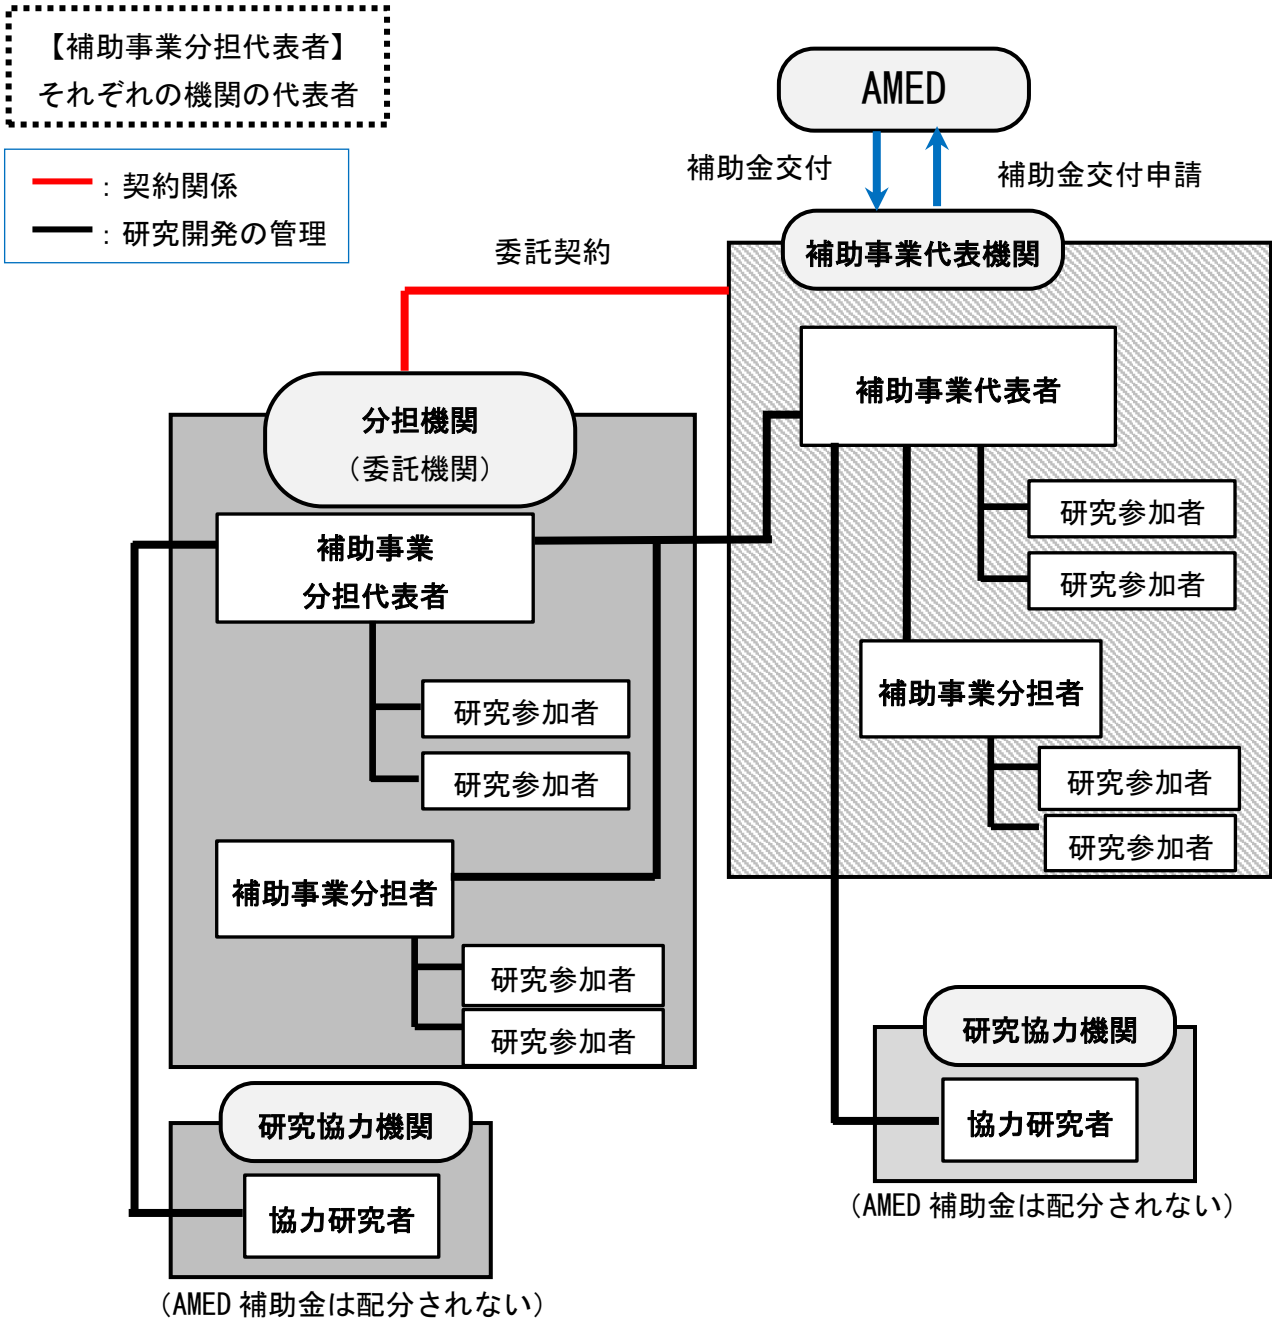 【補助事業分担代表者】
それぞれの機関の代表者
：契約関係
：研究開発の管理
AMED
補助金交付
補助金交付申請
補助事業代表機関
委託契約
補助事業代表者
研究参加者
研究参加者
補助事業分担者
研究参加者
研究参加者
分担機関
（委託機関）
補助事業
分担代表者
研究参加者
研究参加者
補助事業分担者
研究参加者
研究参加者
研究協力機関
協力研究者
（AMED 補助金は配分されない）
研究協力機関
協力研究者
（AMED 補助金は配分されない）